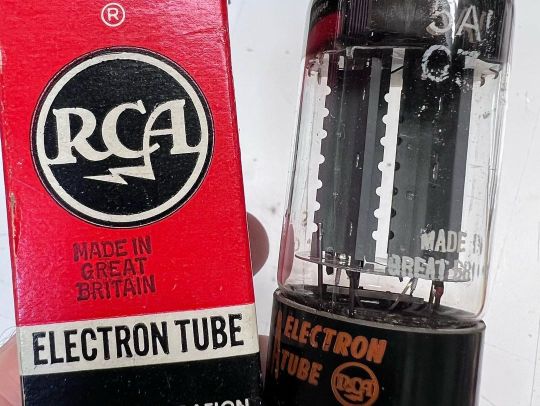 ®
RCA
MADE IN
GREAT
BRITAIN
ELECTRON TUBE
MADE IN
GREAT BRI
ELECTRON
TUBE
RCA